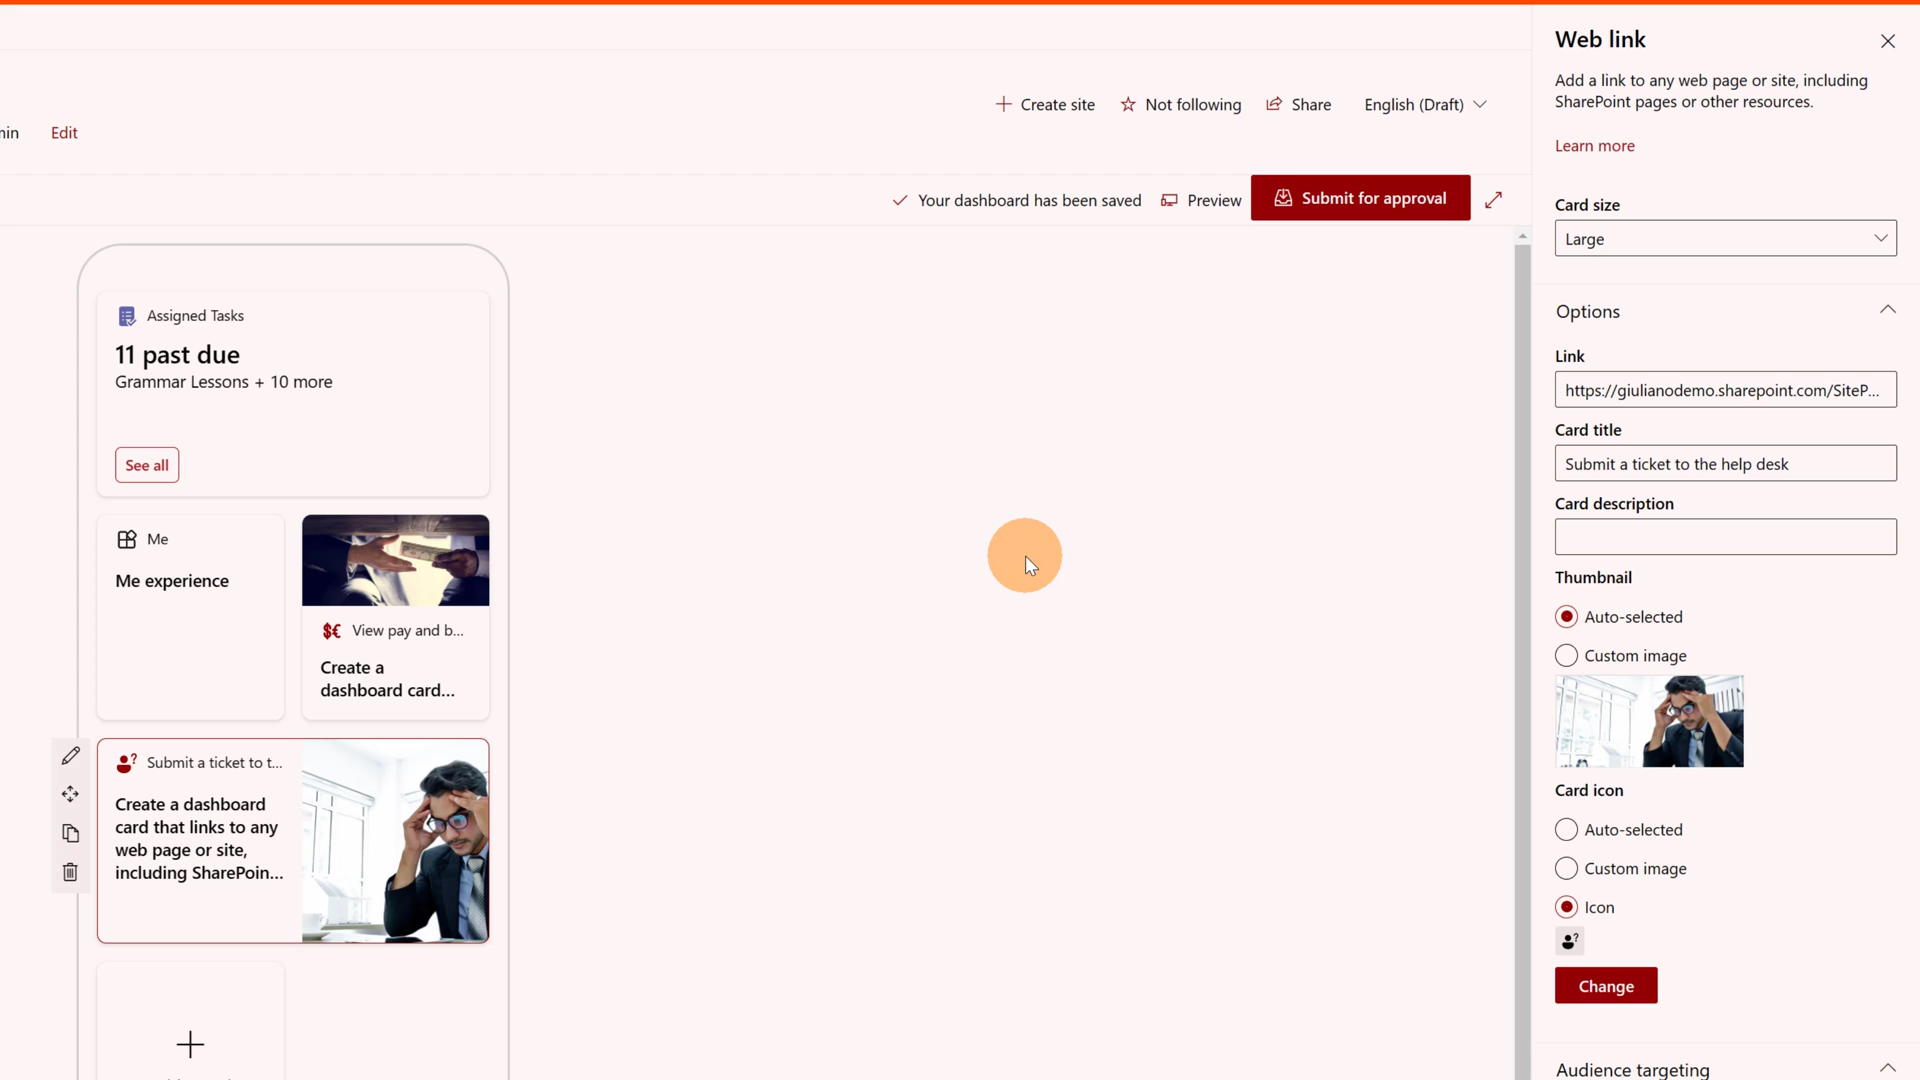 Web link
Add a link to any web page or site, including
SharePoint pages or other resources.
Learn more
Create site
Not following
Share
English (Draft)
Edit
Your dashboard has been saved
Preview
Submit for approval
Card size
Large
Options
Link
https://giulianodemo.sharepoint.com/SiteP...
Card title
Submit a ticket to the help desk
Card description
Thumbnail
Auto-selected
Custom image
Card icon
Auto-selected
Custom image
Icon
Change
Audience targeting
Assigned Tasks
11 past due
Grammar Lessons + 10 more
See all
Me
Me experience
$€ View pay and b...
Create a
dashboard card...
Submit a ticket to t...
Create a dashboard
card that links to any
web page or site,
including SharePoin...